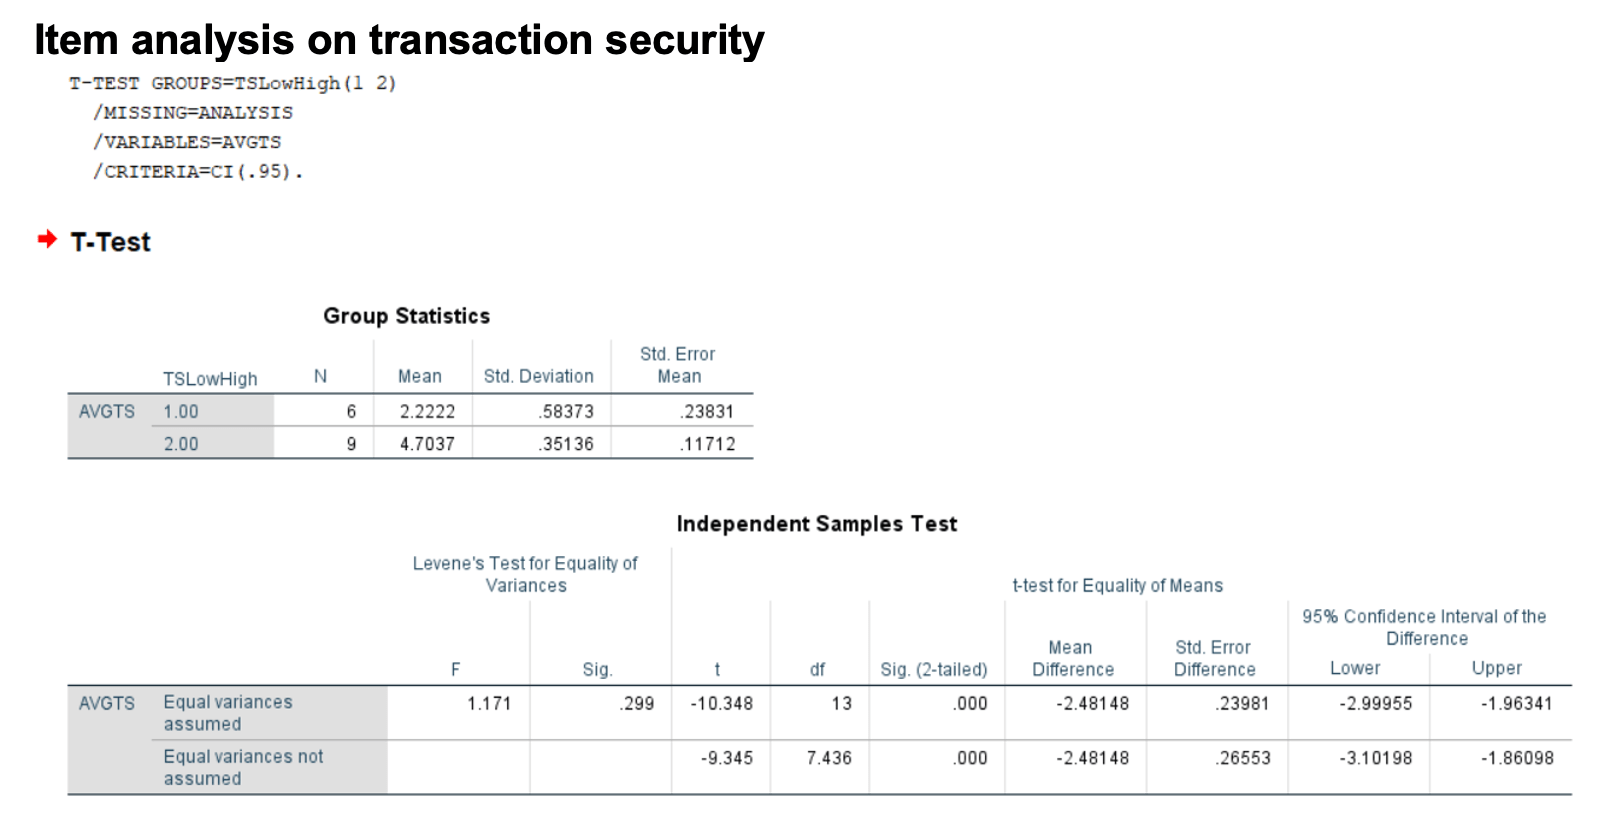 Item analysis on transaction security
T-TEST GROUPS=TSLowHigh(1 2)
/MISSING=ANALYSIS
/VARIABLES=AVGTS
/CRITERIA=CI(.95).
T-Test
Group Statistics
TSLowHigh N Mean Std. Deviation Std. Error Mean
AVGTS 1.00 6 2.2222 .58373 .23831
2.00 9 4.7037 .35136 .11712
Independent Samples Test
Levene's Test for Equality of Variances
t-test for Equality of Means
95% Confidence Interval of the Difference
F Sig. t df Sig. (2-tailed) Mean Difference Std. Error Difference Lower Upper
AVGTS Equal variances assumed 1.171 .299 -10.348 13 .000 -2.48148 .23981 -2.99955 -1.96341
Equal variances not assumed -9.345 7.436 .000 -2.48148 .26553 -3.10198 -1.86098